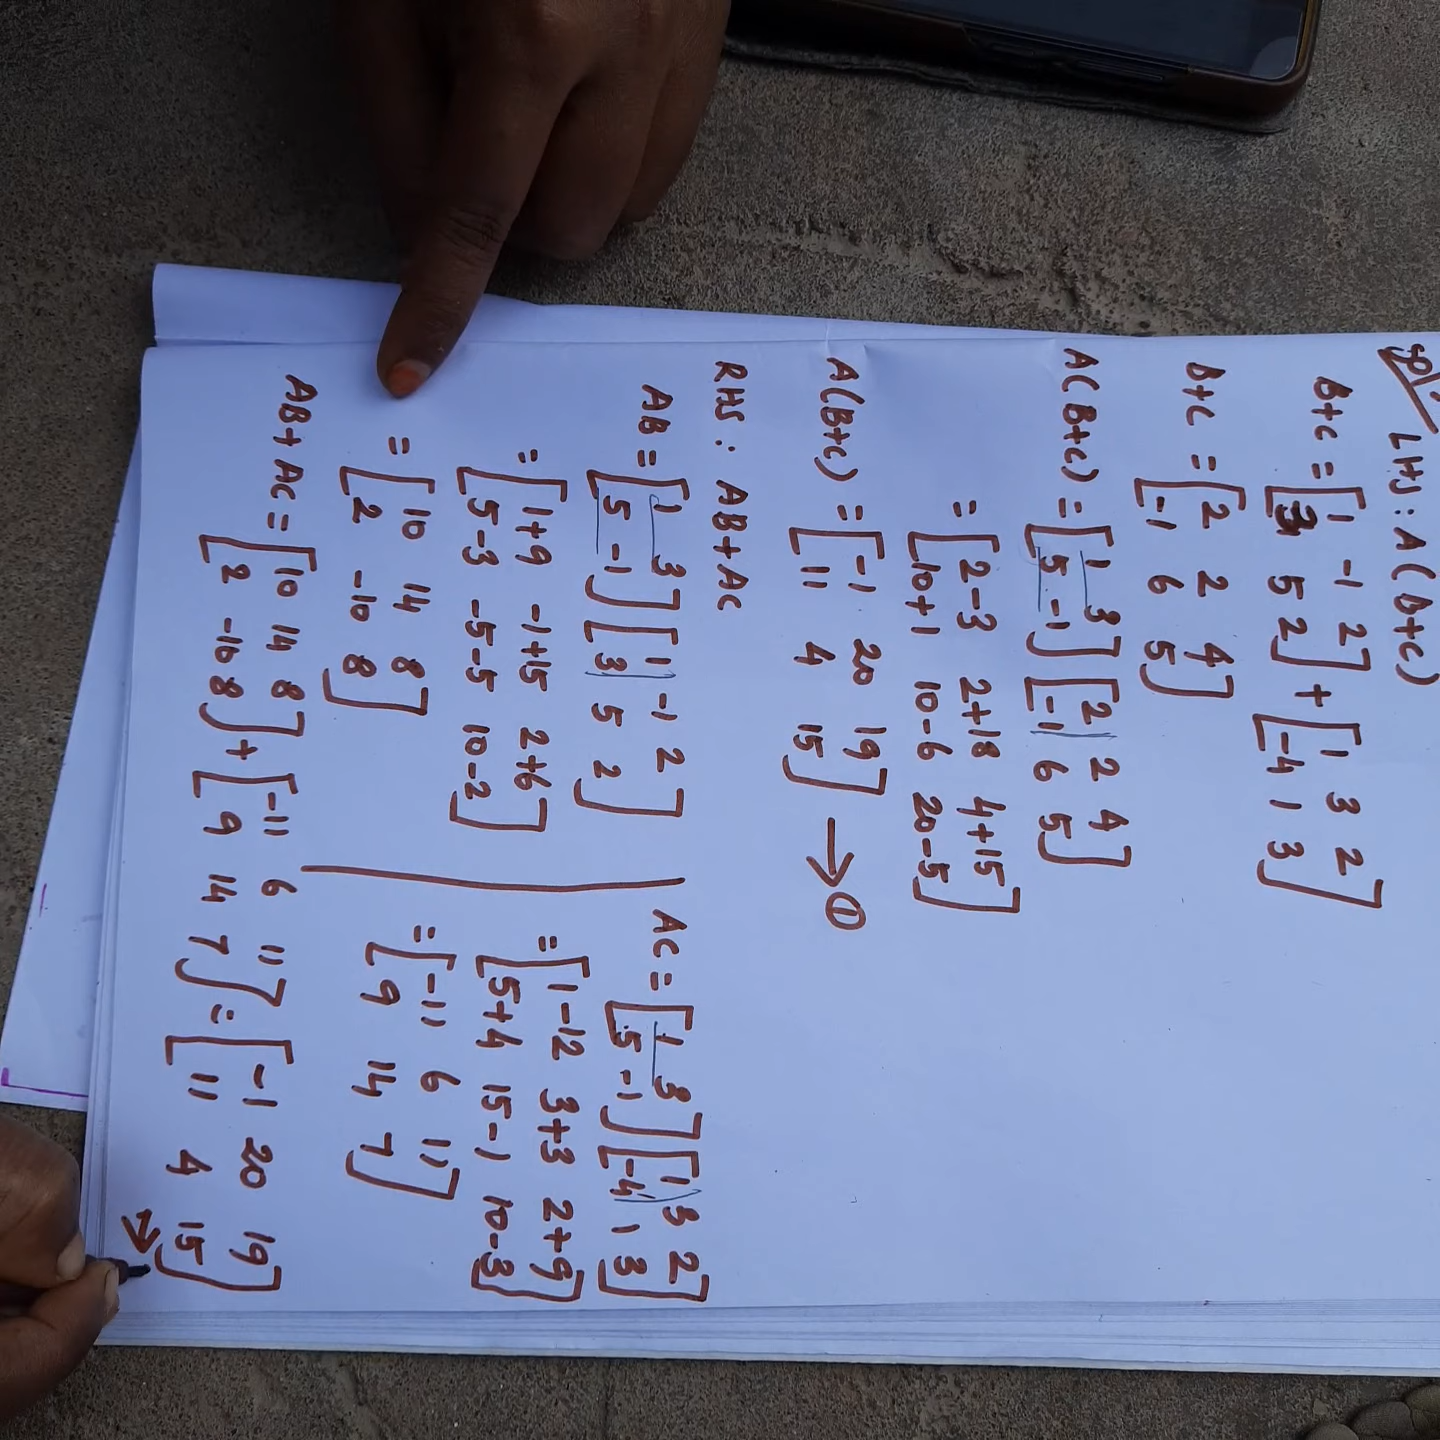 Sol: LHS : A(B+C)
B+C = [1 -1 2] + [1 3 2]
[3 5 2] [-4 1 3]
B+C = [2 2 4]
[-1 6 5]
A(B+C) = [1 3] [2 2 4]
[5 -1] [-1 6 5]
= [2-3 2+18 4+15]
[10+1 10-6 20-5]
A(B+C) = [-1 20 19]
[11 4 15] → ①
RHS : AB+AC
AB = [1 3] [1 -1 2]
[5 -1] [3 5 2]
= [1+9 -1+15 2+6]
[5-3 -5-5 10-2]
= [10 14 8]
[2 -10 8]
AC = [1 3] [1 3 2]
[5 -1] [-4 1 3]
= [1-12 3+3 2+9]
[5+4 15-1 10-3]
= [-11 6 11]
[9 14 7]
AB+AC = [10 14 8] + [-11 6 11] = [-1 20 19]
[2 -10 8] [9 14 7] [11 4 15]
→